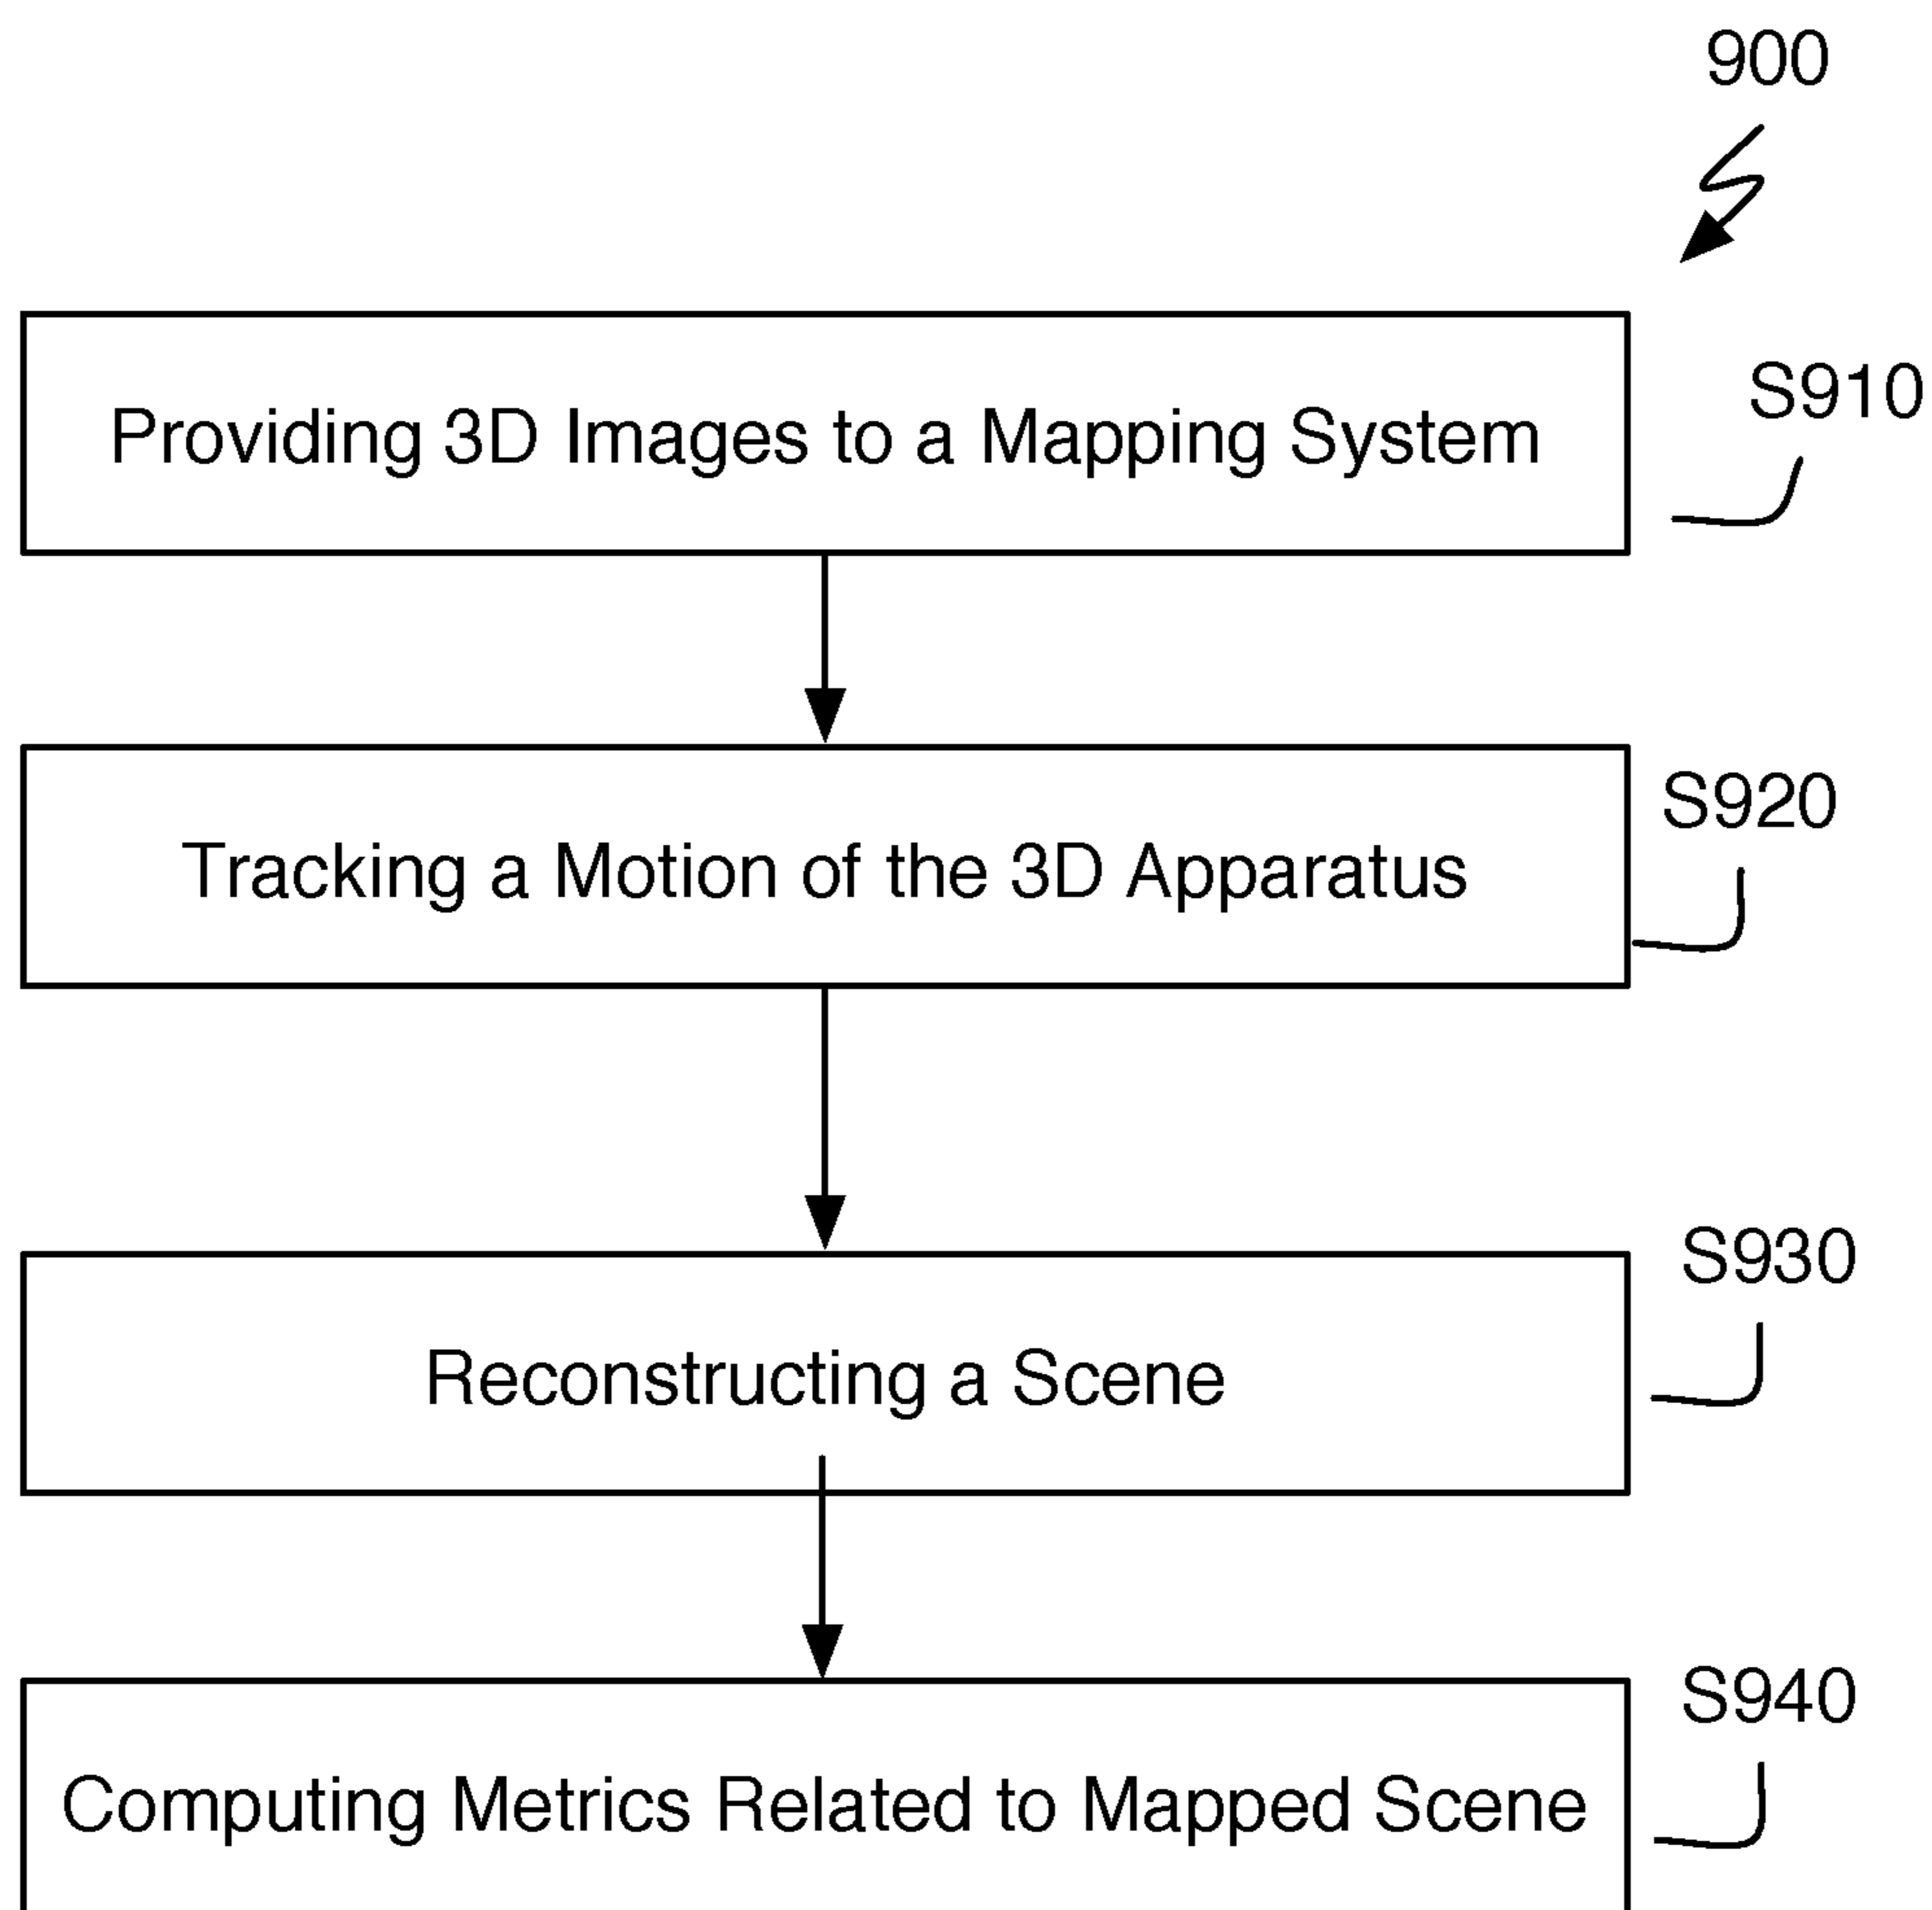 900
S910
Providing 3D Images to a Mapping System
S920
Tracking a Motion of the 3D Apparatus
S930
Reconstructing a Scene
S940
Computing Metrics Related to Mapped Scene